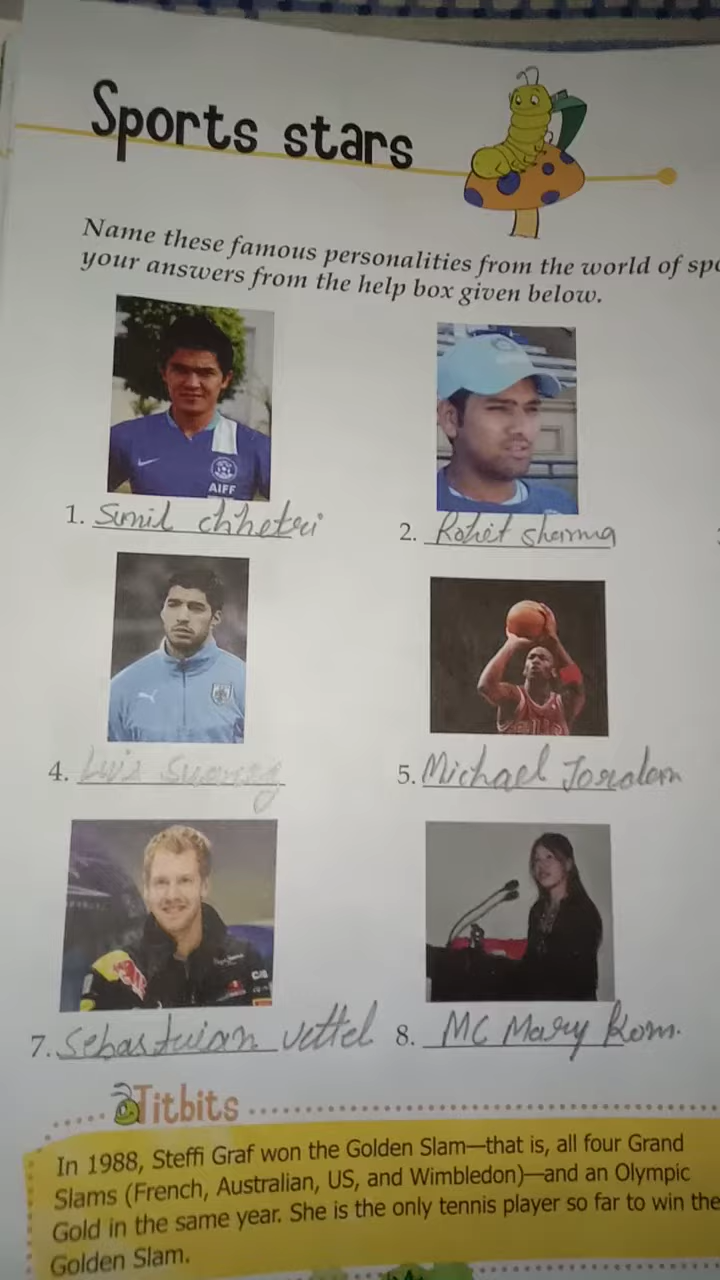 Sports stars
Name these famous personalities from the world of spo
your answers from the help box given below.
AIFF
1. Sunil chhetri
2. Rohit sharma
4. Luis Suarez
5. Michael Joradem
7. Sebastuian Vettel
8. MC Mary Kom.
Titbits
In 1988, Steffi Graf won the Golden Slam—that is, all four Grand
Slams (French, Australian, US, and Wimbledon)—and an Olympic
Gold in the same year. She is the only tennis player so far to win the
Golden Slam.